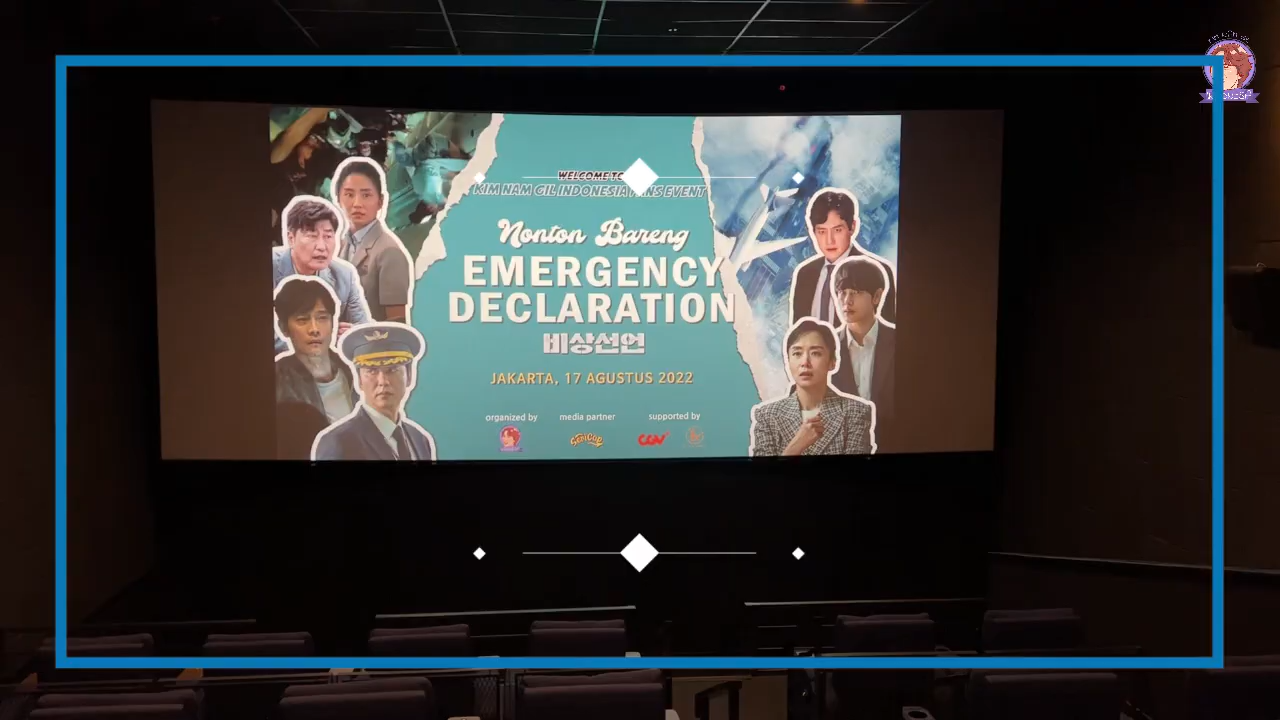 WELCOME TO
KIM NAM GIL INDONESIA FANS EVENT
Nonton Bareng
EMERGENCY
DECLARATION
비상선언
JAKARTA, 17 AGUSTUS 2022
organized by
media partner
supported by
CGV